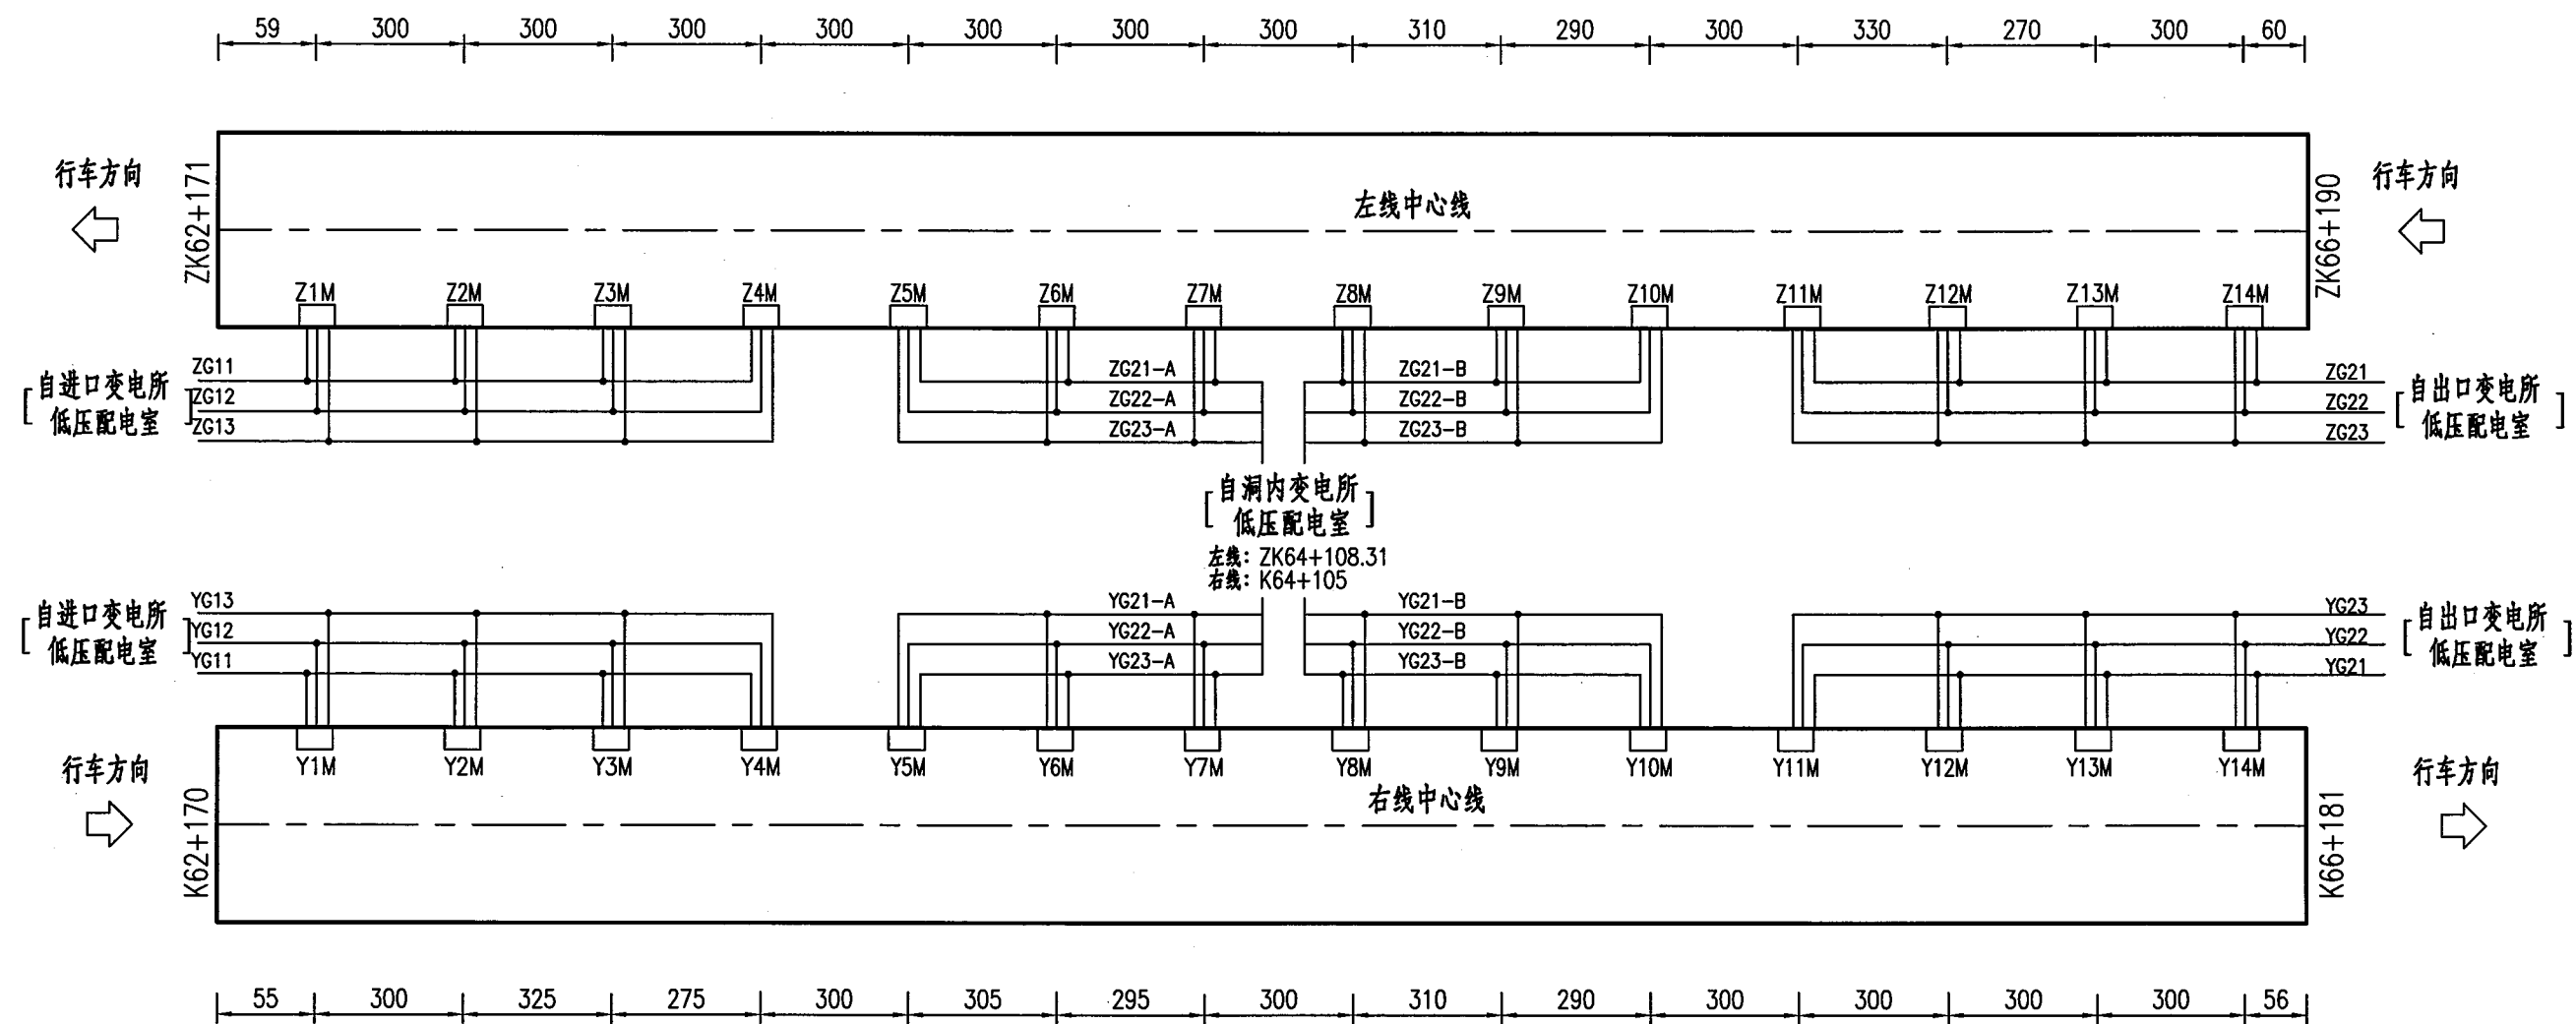 59 300 300 300 300 300 300 300 310 290 300 330 270 300 60
行车方向
ZK62+171
左线中心线
ZK66+190
行车方向
Z1M Z2M Z3M Z4M Z5M Z6M Z7M Z8M Z9M Z10M Z11M Z12M Z13M Z14M
[自进口变电所
低压配电室]
ZG11
ZG12
ZG13
ZG21-A
ZG22-A
ZG23-A
ZG21-B
ZG22-B
ZG23-B
ZG21
ZG22
ZG23
[自出口变电所
低压配电室]
[自洞内变电所
低压配电室]
左线：ZK64+108.31
右线：K64+105
[自进口变电所
低压配电室]
YG13
YG12
YG11
YG21-A
YG22-A
YG23-A
YG21-B
YG22-B
YG23-B
YG23
YG22
YG21
[自出口变电所
低压配电室]
Y1M Y2M Y3M Y4M Y5M Y6M Y7M Y8M Y9M Y10M Y11M Y12M Y13M Y14M
行车方向
K62+170
右线中心线
K66+181
行车方向
55 300 325 275 300 305 295 300 310 290 300 300 300 300 56